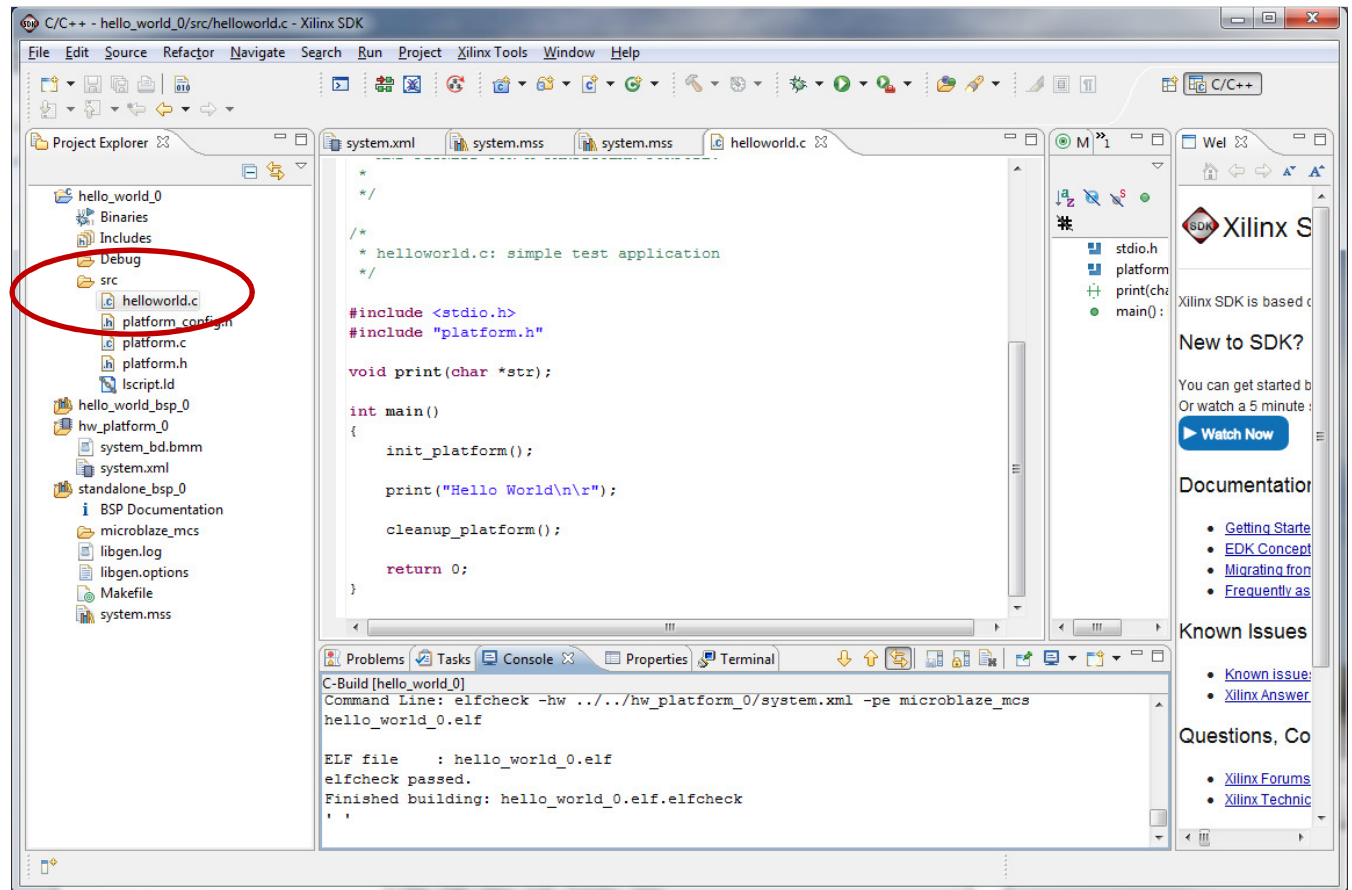 C/C++ - hello_world_0/src/helloworld.c - Xilinx SDK
File Edit Source Refactor Navigate Search Run Project Xilinx Tools Window Help
C/C++
Project Explorer
hello_world_0
Binaries
Includes
Debug
src
helloworld.c
platform_config.h
platform.c
platform.h
lscript.ld
hello_world_bsp_0
hw_platform_0
system_bd.bmm
system.xml
standalone_bsp_0
BSP Documentation
microblaze_mcs
libgen.log
libgen.options
Makefile
system.mss
system.xml system.mss system.mss helloworld.c
*
*/
/*
* helloworld.c: simple test application
*/
#include <stdio.h>
#include "platform.h"
void print(char *str);
int main()
{
init_platform();
print("Hello World\n\r");
cleanup_platform();
return 0;
}
M »1
stdio.h
platform
print(cha
main() :
Wel
Xilinx S
Xilinx SDK is based
New to SDK?
You can get started b
Or watch a 5 minute
Watch Now
Documentation
Getting Starte
EDK Concept
Migrating from
Frequently as
Known Issues
Known issue
Xilinx Answer
Questions, Co
Xilinx Forums
Xilinx Technic
Problems Tasks Console Properties Terminal
C-Build [hello_world_0]
Command Line: elfcheck -hw ../../hw_platform_0/system.xml -pe microblaze_mcs
hello_world_0.elf
ELF file : hello_world_0.elf
elfcheck passed.
Finished building: hello_world_0.elf.elfcheck
' '